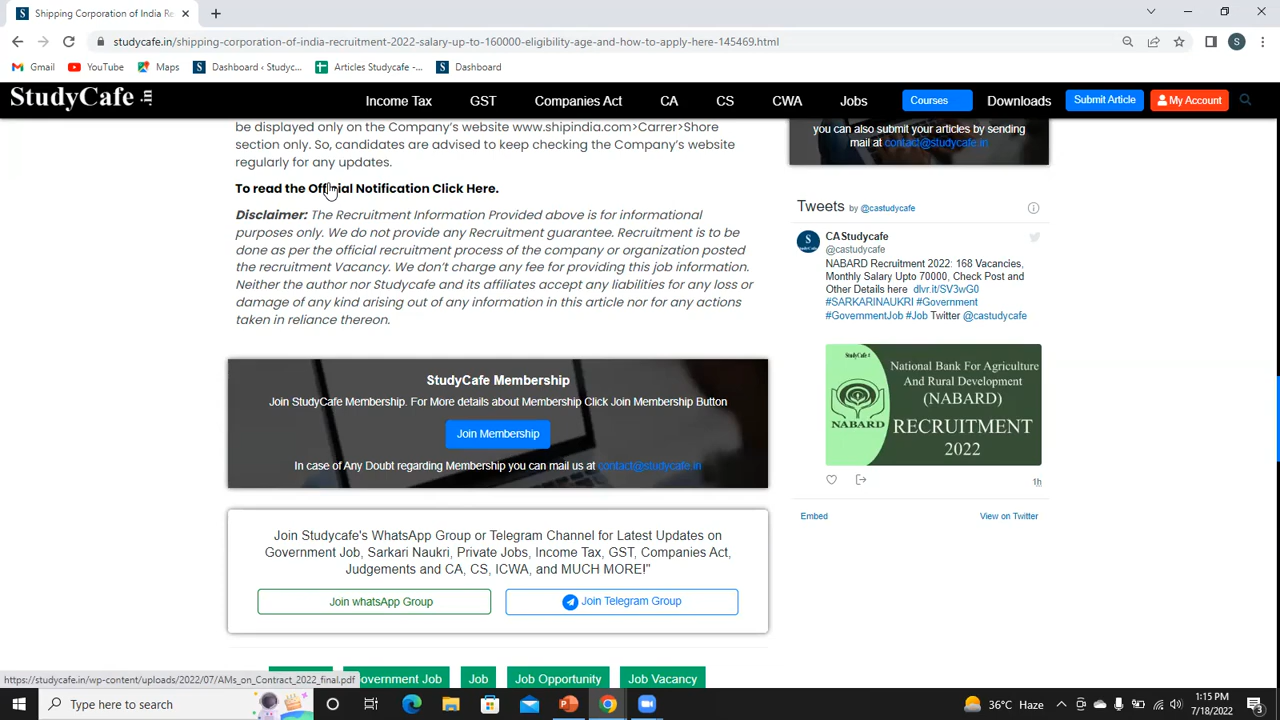 Shipping Corporation of India Re
studycafe.in/shipping-corporation-of-india-recruitment-2022-salary-up-to-160000-eligibility-age-and-how-to-apply-here-145469.html
S
Gmail
YouTube
Maps
Dashboard ‹ Studyc...
Articles Studycafe -...
Dashboard
StudyCafe .in
Income Tax
GST
Companies Act
CA
CS
CWA
Jobs
Courses
Downloads
Submit Article
My Account
be displayed only on the Company's website www.shipindia.com>Carrer>Shore
section only. So, candidates are advised to keep checking the Company's website
regularly for any updates.
To read the Official Notification Click Here.
Disclaimer: The Recruitment Information Provided above is for informational
purposes only. We do not provide any Recruitment guarantee. Recruitment is to be
done as per the official recruitment process of the company or organization posted
the recruitment Vacancy. We don't charge any fee for providing this job information.
Neither the author nor Studycafe and its affiliates accept any liabilities for any loss or
damage of any kind arising out of any information in this article nor for any actions
taken in reliance thereon.
StudyCafe Membership
Join StudyCafe Membership. For More details about Membership Click Join Membership Button
Join Membership
In case of Any Doubt regarding Membership you can mail us at contact@studycafe.in
Join Studycafe's WhatsApp Group or Telegram Channel for Latest Updates on
Government Job, Sarkari Naukri, Private Jobs, Income Tax, GST, Companies Act,
Judgements and CA, CS, ICWA, and MUCH MORE!"
Join whatsApp Group
Join Telegram Group
overnment Job
Job
Job Opportunity
Job Vacancy
you can also submit your articles by sending
mail at contact@studycafe.in
Tweets by @castudycafe
CAStudycafe
@castudycafe
NABARD Recruitment 2022: 168 Vacancies,
Monthly Salary Upto 70000, Check Post and
Other Details here dlvr.it/SV3wG0
#SARKARINAUKRI #Government
#GovernmentJob #Job Twitter @castudycafe
StudyCafe
National Bank For Agriculture
And Rural Development
(NABARD)
RECRUITMENT
2022
NABARD
1h
Embed
View on Twitter
https://studycafe.in/wp-content/uploads/2022/07/AMs_on_Contract_2022_final.pdf
Type here to search
36°C Haze
1:15 PM
7/18/2022
3